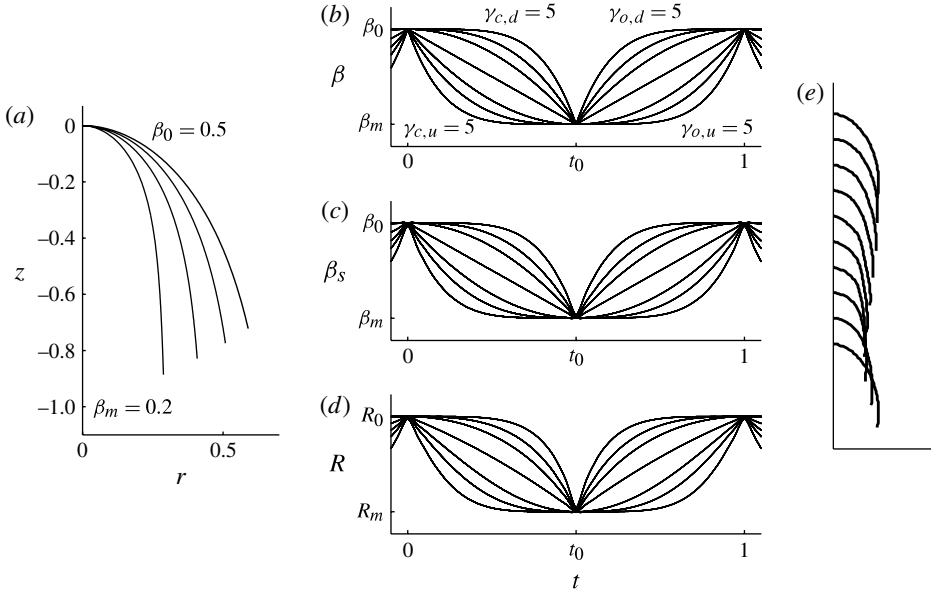 (a)
0
–0.2
–0.4
–0.6
–0.8
–1.0
z
β0 = 0.5
βm = 0.2
0
0.5
r
(b)
β0
β
βm
γc,d = 5
γo,d = 5
γc,u = 5
γo,u = 5
0
t0
1
(c)
β0
βs
βm
0
t0
1
(d)
R0
R
Rm
0
t0
1
t
(e)